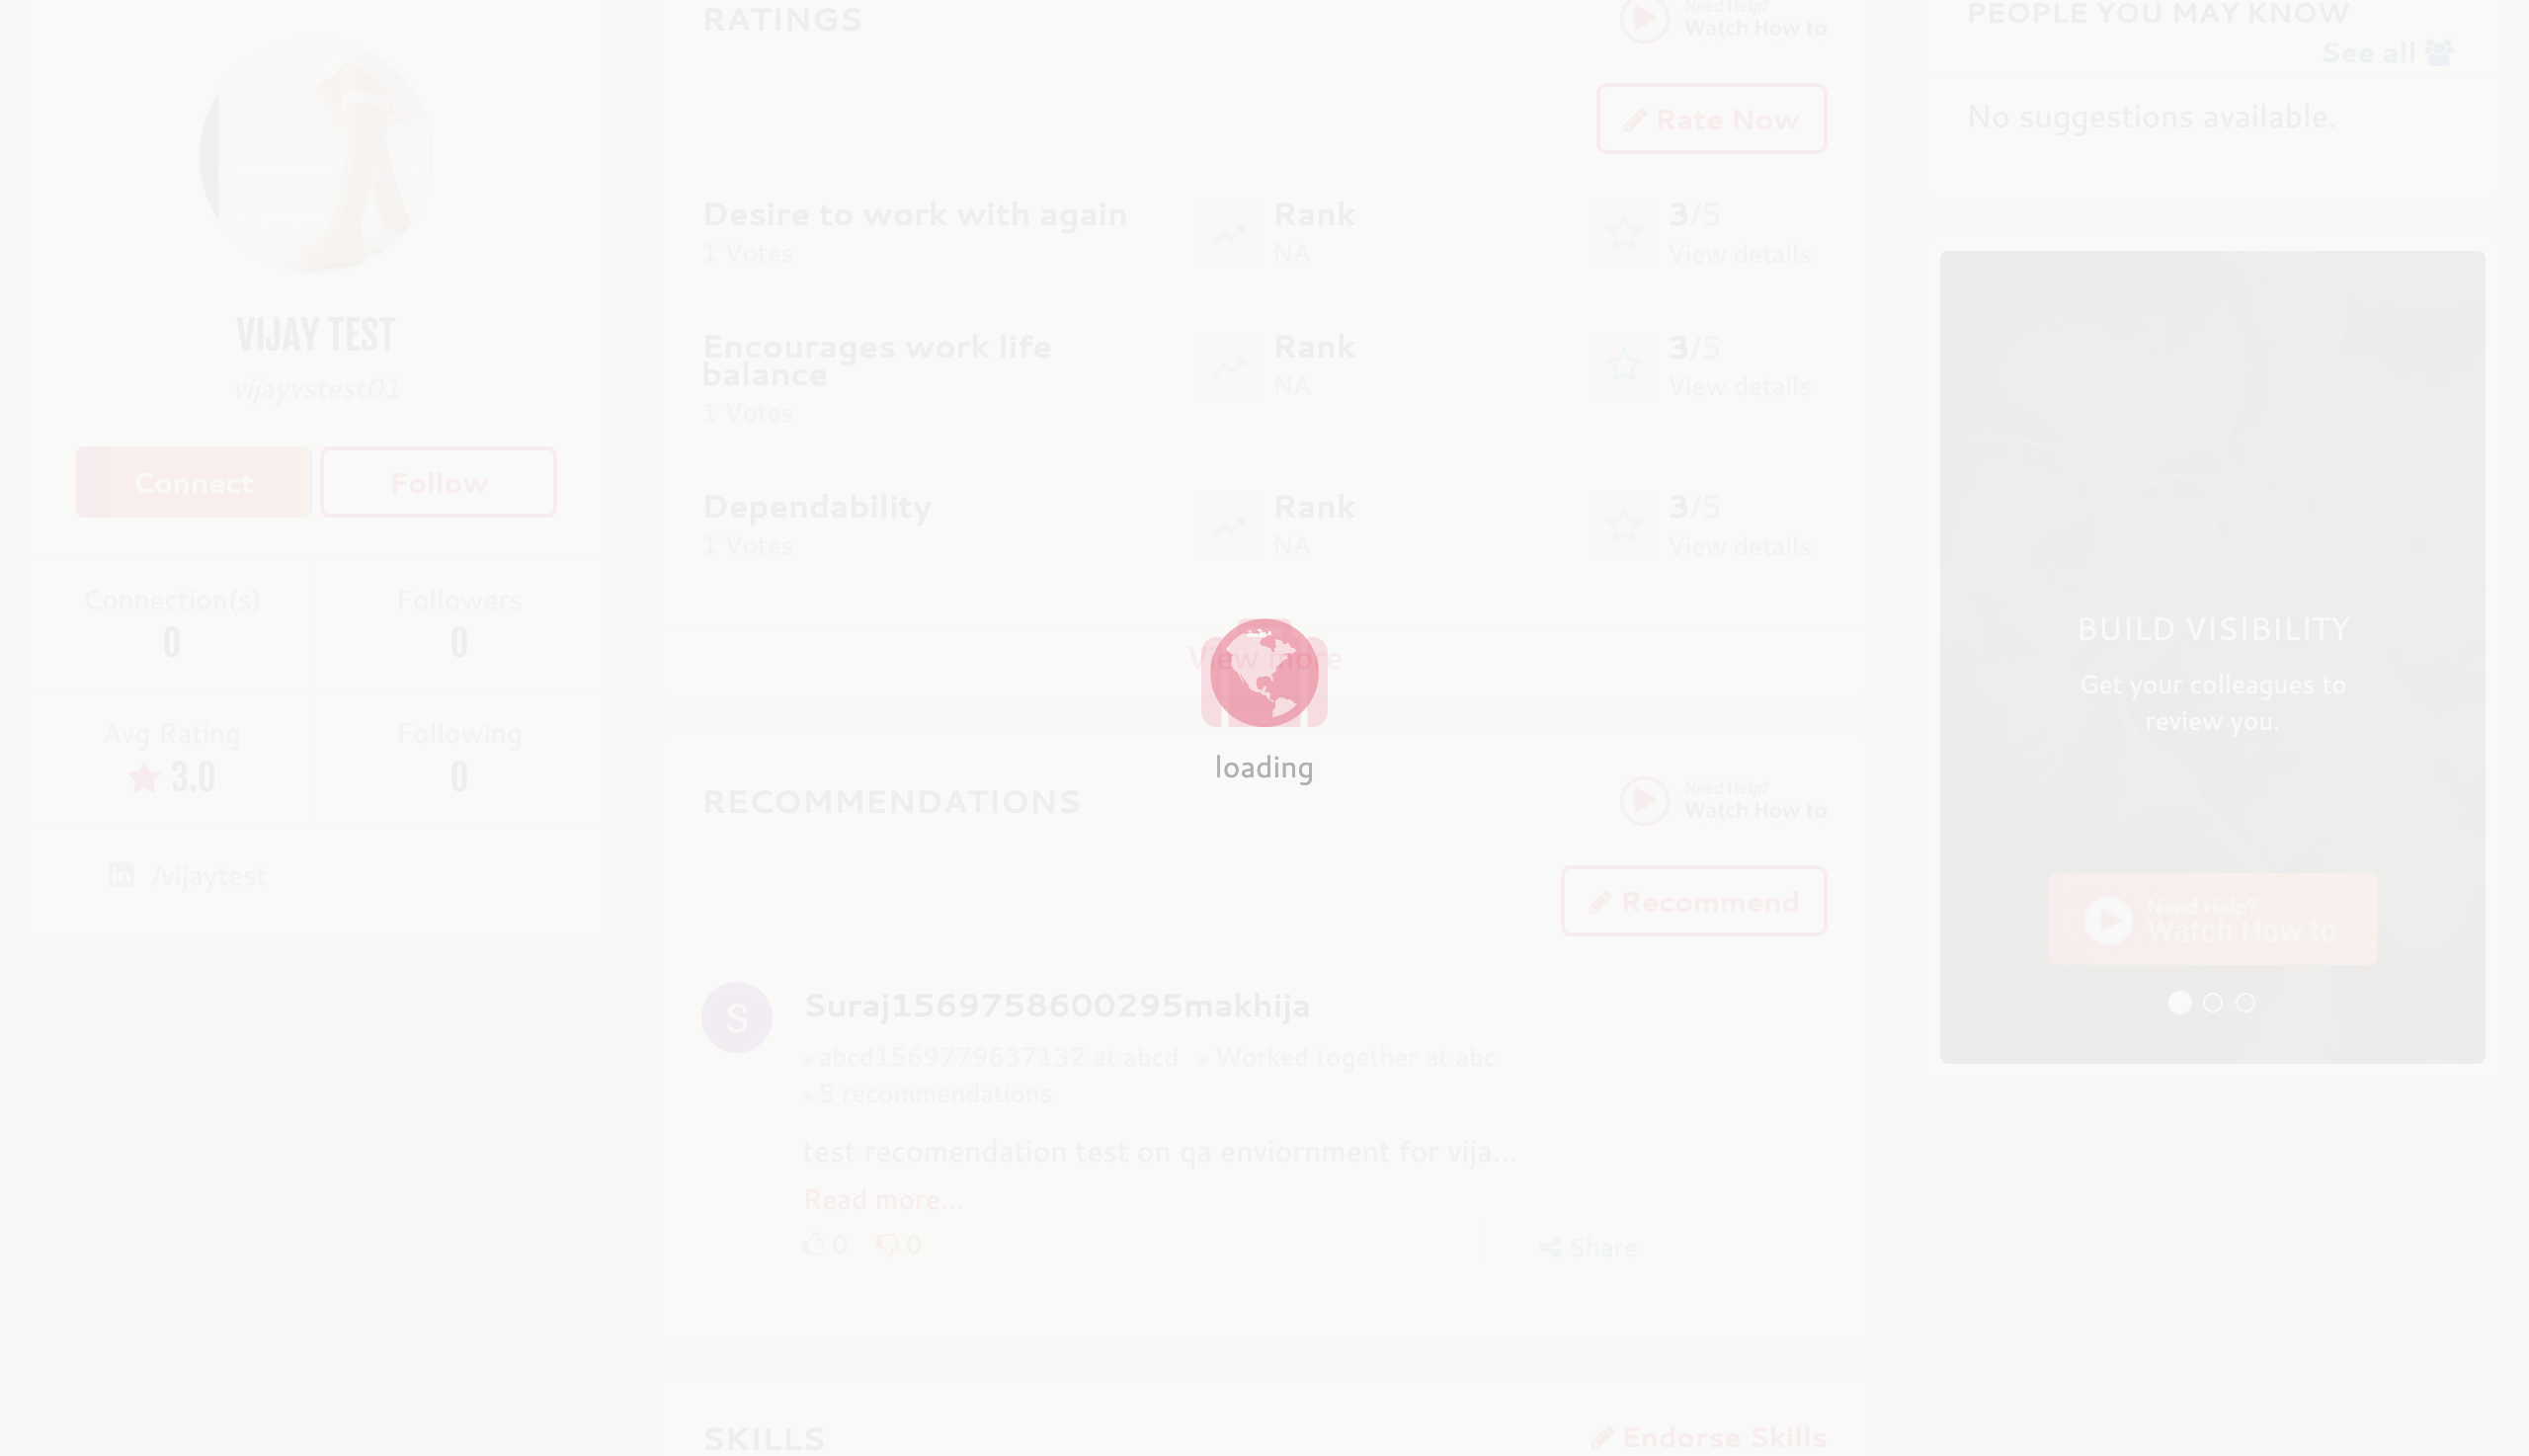 VIJAY TEST
vijayvstest01
Connect
Follow
Connection(s)
0
Followers
0
Avg Rating
3.0
Following
0
/vijaytest
RATINGS
Need Help?
Watch How to
Rate Now
Desire to work with again
1 Votes
Rank
NA
3/5
View details
Encourages work life
balance
1 Votes
Rank
NA
3/5
View details
Dependability
1 Votes
Rank
NA
3/5
View details
View more
loading
RECOMMENDATIONS
Need Help?
Watch How to
Recommend
S
Suraj1569758600295makhija
abcd1569779637132 at abcd • Worked together at abc
5 recommendations
test recomendation test on qa enviornment for vija...
Read more...
0
0
Share
SKILLS
Endorse Skills
PEOPLE YOU MAY KNOW
See all
No suggestions available.
BUILD VISIBILITY
Get your colleagues to
review you.
Need Help?
Watch How to